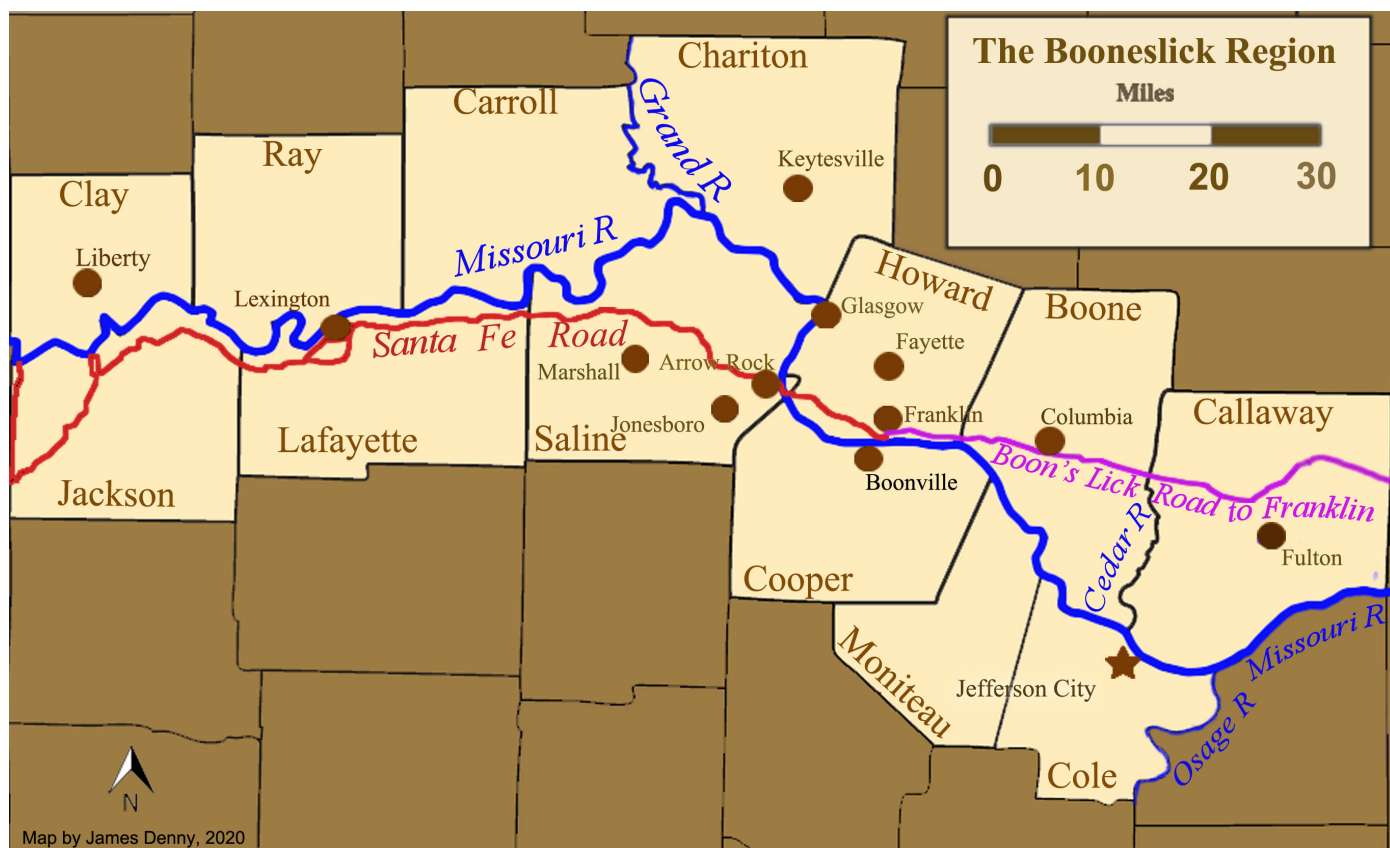 The Booneslick Region
Miles
0 10 20 30
Chariton
Carroll
Grand R
Keytesville
Ray
Clay
Liberty
Missouri R
Lexington
Howard
Boone
Glasgow
Santa Fe Road
Fayette
Marshall
Arrow Rock
Franklin
Columbia
Callaway
Jonesboro
Lafayette
Saline
Boonville
Boon's Lick Road to Franklin
Jackson
Cedar R
Fulton
Cooper
Missouri R
Moniteau
Jefferson City
Osage R
Cole
N
Map by James Denny, 2020